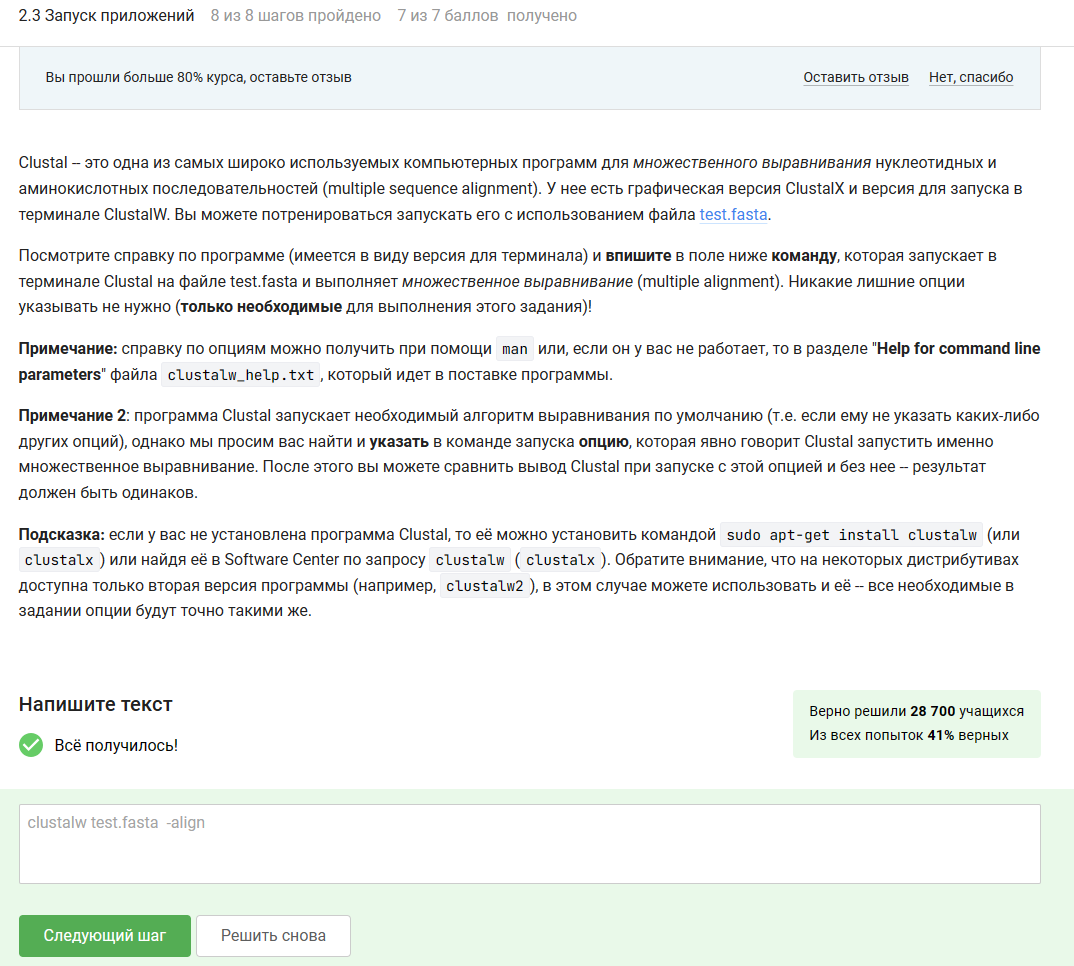 2.3 Запуск приложений 8 из 8 шагов пройдено 7 из 7 баллов получено
Вы прошли больше 80% курса, оставьте отзыв Оставить отзыв Нет, спасибо
Clustal -- это одна из самых широко используемых компьютерных программ для множественного выравнивания нуклеотидных и
аминокислотных последовательностей (multiple sequence alignment). У нее есть графическая версия ClustalX и версия для запуска в
терминале ClustalW. Вы можете потренироваться запускать его с использованием файла test.fasta.
Посмотрите справку по программе (имеется в виду версия для терминала) и впишите в поле ниже команду, которая запускает в
терминале Clustal на файле test.fasta и выполняет множественное выравнивание (multiple alignment). Никакие лишние опции
указывать не нужно (только необходимые для выполнения этого задания)!
Примечание: справку по опциям можно получить при помощи man или, если он у вас не работает, то в разделе "Help for command line
parameters" файла clustalw_help.txt, который идет в поставке программы.
Примечание 2: программа Clustal запускает необходимый алгоритм выравнивания по умолчанию (т.е. если ему не указать каких-либо
других опций), однако мы просим вас найти и указать в команде запуска опцию, которая явно говорит Clustal запустить именно
множественное выравнивание. После этого вы можете сравнить вывод Clustal при запуске с этой опцией и без нее -- результат
должен быть одинаков.
Подсказка: если у вас не установлена программа Clustal, то её можно установить командой sudo apt-get install clustalw (или
clustalx) или найдя её в Software Center по запросу clustalw (clustalx). Обратите внимание, что на некоторых дистрибутивах
доступна только вторая версия программы (например, clustalw2), в этом случае можете использовать и её -- все необходимые в
задании опции будут точно такими же.
Напишите текст
Верно решили 28 700 учащихся
Из всех попыток 41% верных
Всё получилось!
clustalw test.fasta -align
Следующий шаг Решить снова